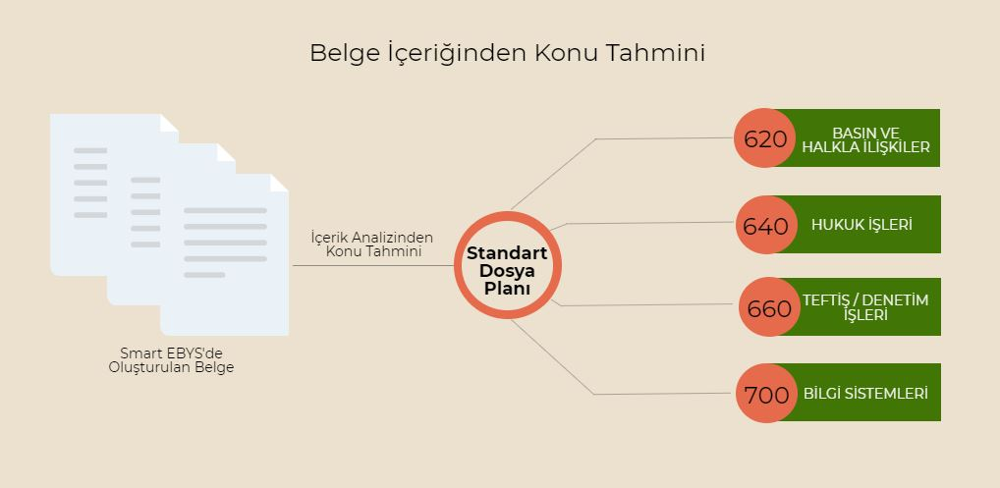 Belge İçeriğinden Konu Tahmini
Smart EBYS'de
Oluşturulan Belge
İçerik Analizinden
Konu Tahmini
Standart
Dosya
Planı
620
BASIN VE
HALKLA İLİŞKİLER
640
HUKUK İŞLERİ
660
TEFTİŞ / DENETİM
İŞLERİ
700
BİLGİ SİSTEMLERİ